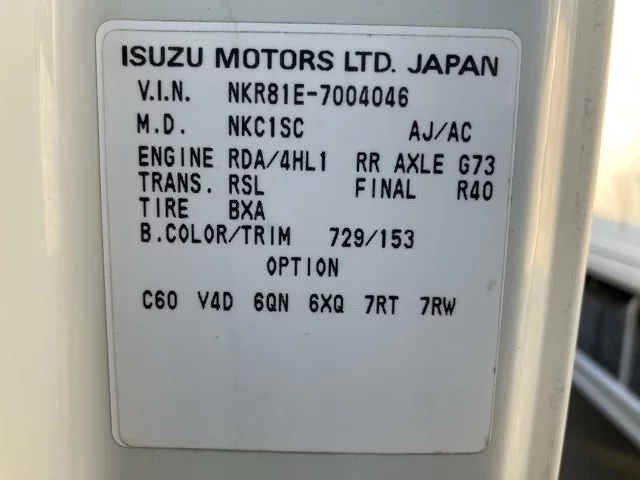 ISUZU MOTORS LTD. JAPAN
V.I.N. NKR81E-7004046
M.D. NKC1SC AJ/AC
ENGINE RDA/4HL1 RR AXLE G73
TRANS. RSL FINAL R40
TIRE BXA
B.COLOR/TRIM 729/153
OPTION
C60 V4D 6QN 6XQ 7RT 7RW